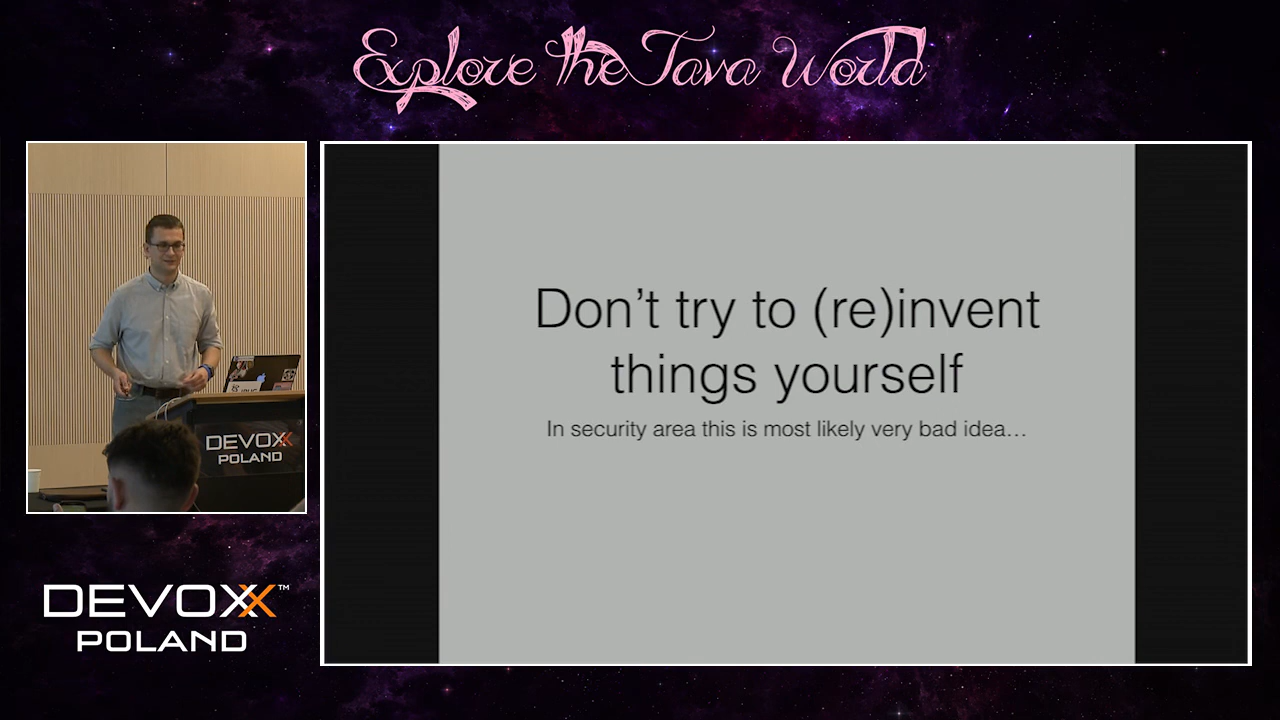 Explore the Java World
Don't try to (re)invent
things yourself
In security area this is most likely very bad idea...
DEVOXX
POLAND
DEVOXX™
POLAND